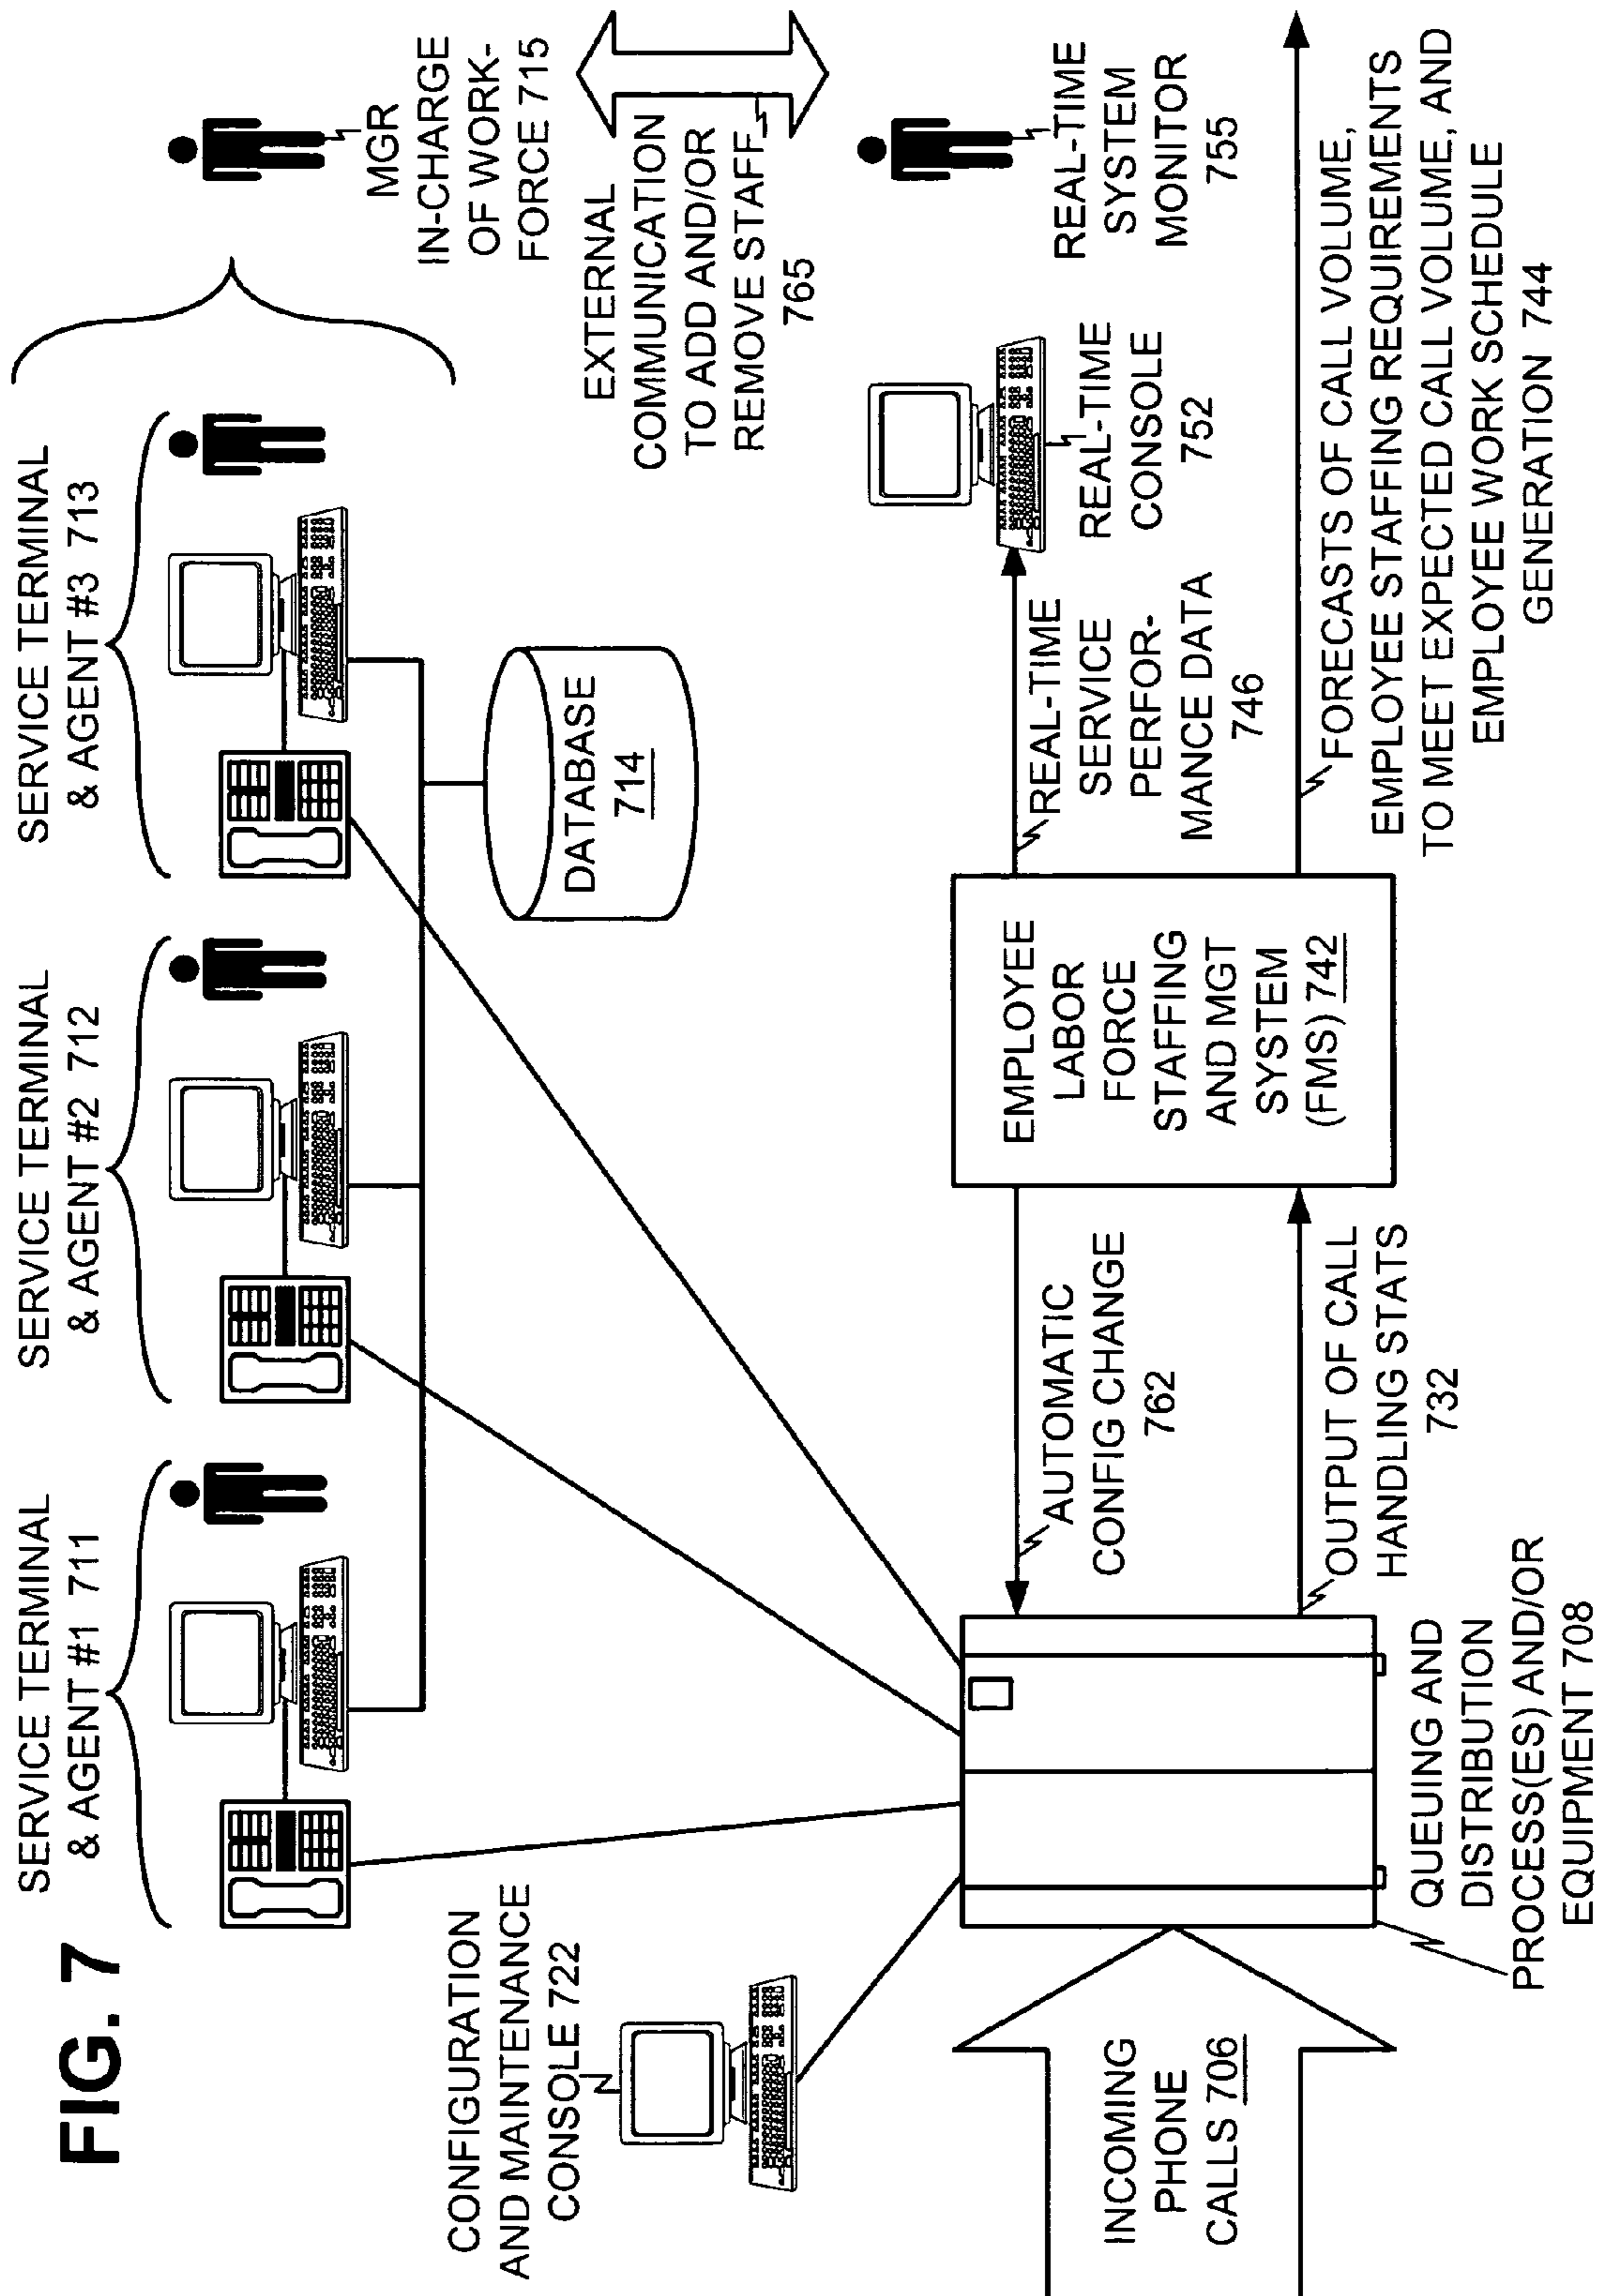 FIG. 7
SERVICE TERMINAL
& AGENT #1 711
SERVICE TERMINAL
& AGENT #2 712
SERVICE TERMINAL
& AGENT #3 713
MGR
IN-CHARGE
OF WORK-
FORCE 715
CONFIGURATION
AND MAINTENANCE
CONSOLE 722
DATABASE
714
EXTERNAL
COMMUNICATION
TO ADD AND/OR
REMOVE STAFF
765
INCOMING
PHONE
CALLS 706
QUEUING AND
DISTRIBUTION
PROCESS(ES) AND/OR
EQUIPMENT 708
AUTOMATIC
CONFIG CHANGE
762
OUTPUT OF CALL
HANDLING STATS
732
EMPLOYEE
LABOR
FORCE
STAFFING
AND MGT
SYSTEM
(FMS) 742
REAL-TIME
SERVICE
PERFOR-
MANCE DATA
746
REAL-TIME
CONSOLE
752
REAL-TIME
SYSTEM
MONITOR
755
FORECASTS OF CALL VOLUME,
EMPLOYEE STAFFING REQUIREMENTS
TO MEET EXPECTED CALL VOLUME, AND
EMPLOYEE WORK SCHEDULE
GENERATION 744